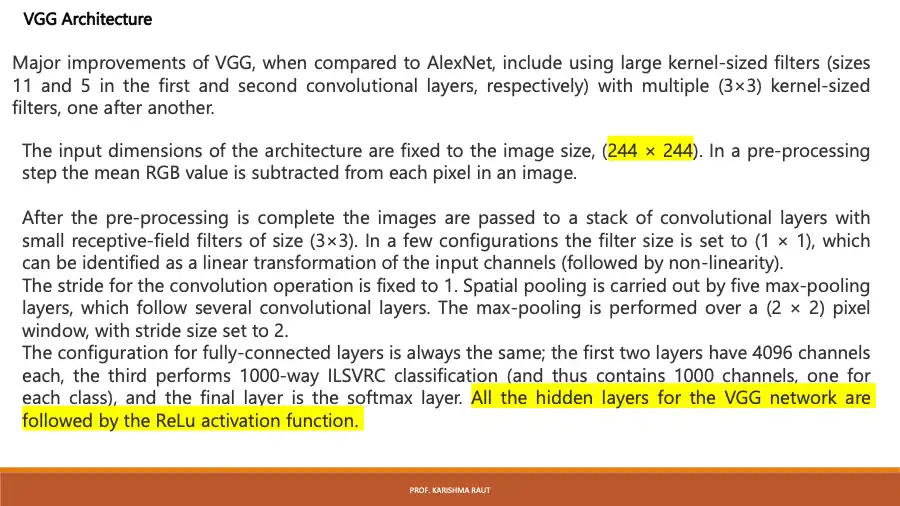 VGG Architecture
Major improvements of VGG, when compared to AlexNet, include using large kernel-sized filters (sizes
11 and 5 in the first and second convolutional layers, respectively) with multiple (3×3) kernel-sized
filters, one after another.
The input dimensions of the architecture are fixed to the image size, (244 × 244). In a pre-processing
step the mean RGB value is subtracted from each pixel in an image.
After the pre-processing is complete the images are passed to a stack of convolutional layers with
small receptive-field filters of size (3×3). In a few configurations the filter size is set to (1 × 1), which
can be identified as a linear transformation of the input channels (followed by non-linearity).
The stride for the convolution operation is fixed to 1. Spatial pooling is carried out by five max-pooling
layers, which follow several convolutional layers. The max-pooling is performed over a (2 × 2) pixel
window, with stride size set to 2.
The configuration for fully-connected layers is always the same; the first two layers have 4096 channels
each, the third performs 1000-way ILSVRC classification (and thus contains 1000 channels, one for
each class), and the final layer is the softmax layer. All the hidden layers for the VGG network are
followed by the ReLu activation function.
PROF. KARISHMA RAUT